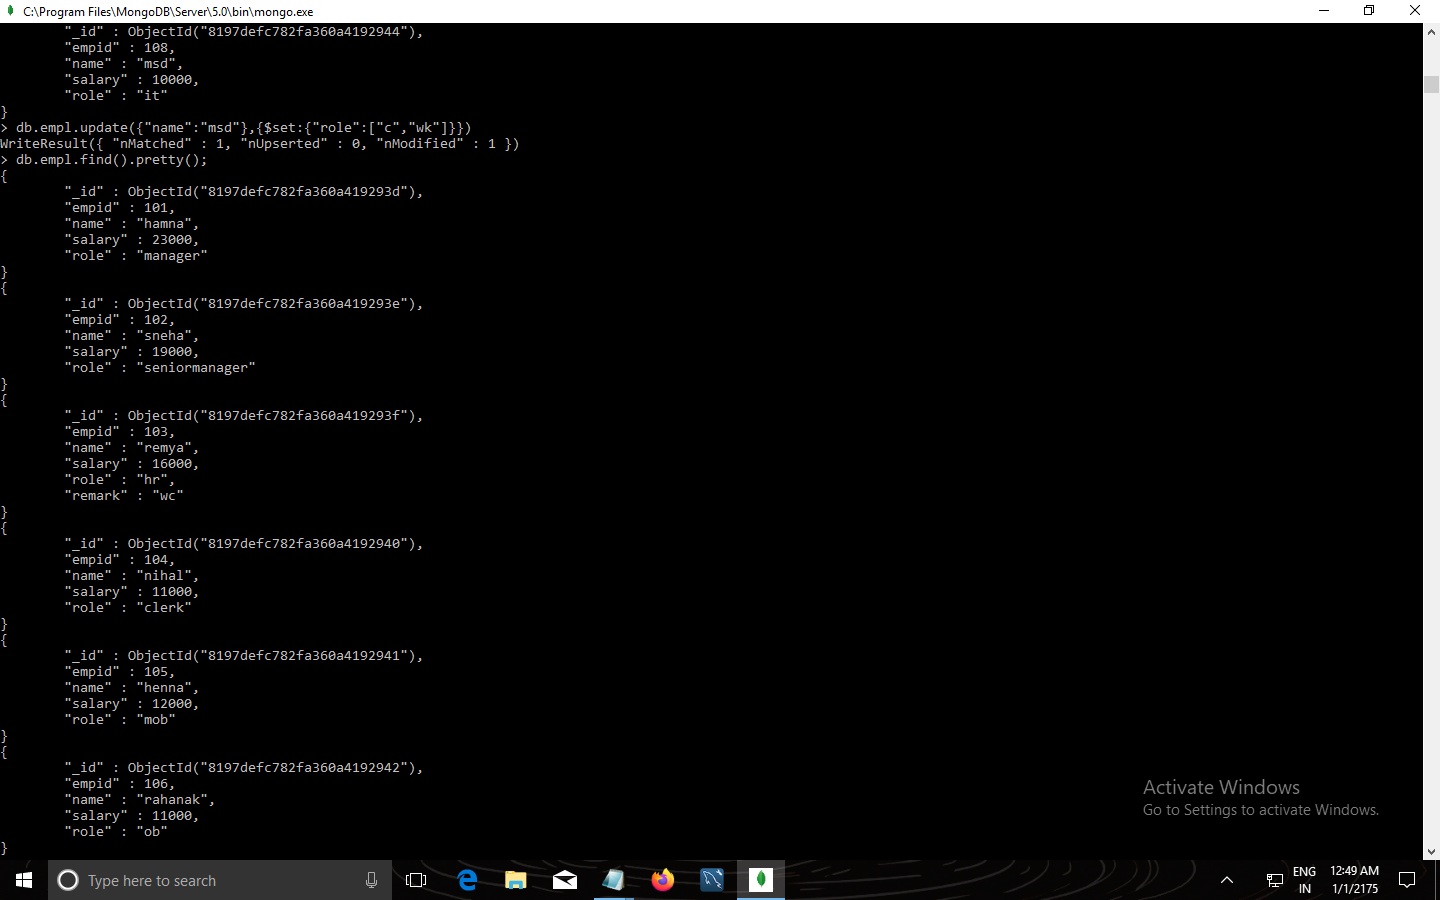 C:\Program Files\MongoDB\Server\5.0\bin\mongo.exe
"_id" : ObjectId("8197defc782fa360a4192944"),
"empid" : 108,
"name" : "msd",
"salary" : 10000,
"role" : "it"
}
> db.empl.update({"name":"msd"},{$set:{"role":["c","wk"]}})
WriteResult({ "nMatched" : 1, "nUpserted" : 0, "nModified" : 1 })
> db.empl.find().pretty();
{
"_id" : ObjectId("8197defc782fa360a419293d"),
"empid" : 101,
"name" : "hamna",
"salary" : 23000,
"role" : "manager"
}
{
"_id" : ObjectId("8197defc782fa360a419293e"),
"empid" : 102,
"name" : "sneha",
"salary" : 19000,
"role" : "seniormanager"
}
{
"_id" : ObjectId("8197defc782fa360a419293f"),
"empid" : 103,
"name" : "remya",
"salary" : 16000,
"role" : "hr",
"remark" : "wc"
}
{
"_id" : ObjectId("8197defc782fa360a4192940"),
"empid" : 104,
"name" : "nihal",
"salary" : 11000,
"role" : "clerk"
}
{
"_id" : ObjectId("8197defc782fa360a4192941"),
"empid" : 105,
"name" : "henna",
"salary" : 12000,
"role" : "mob"
}
{
"_id" : ObjectId("8197defc782fa360a4192942"),
"empid" : 106,
"name" : "rahanak",
"salary" : 11000,
"role" : "ob"
}
Activate Windows
Go to Settings to activate Windows.
Type here to search
ENG
IN
12:49 AM
1/1/2175